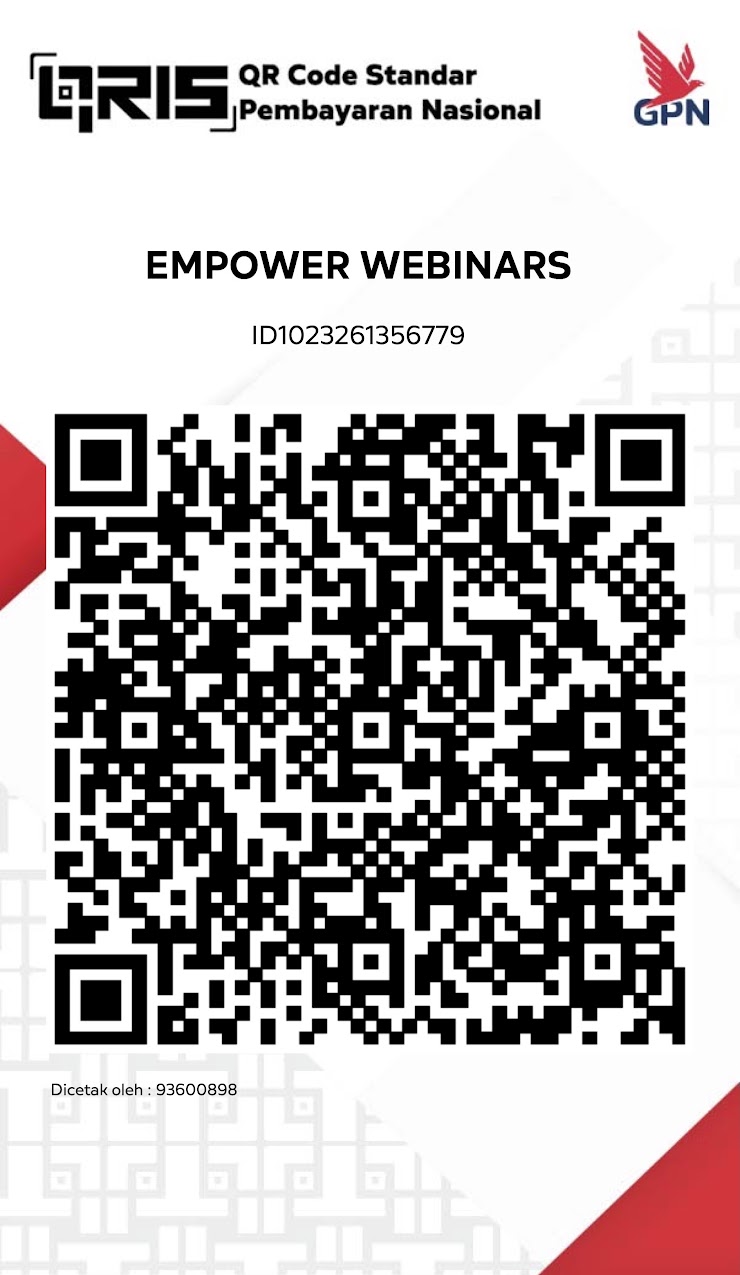 QRIS
QR Code Standar
Pembayaran Nasional
GPN
EMPOWER WEBINARS
ID1023261356779
Dicetak oleh : 93600898